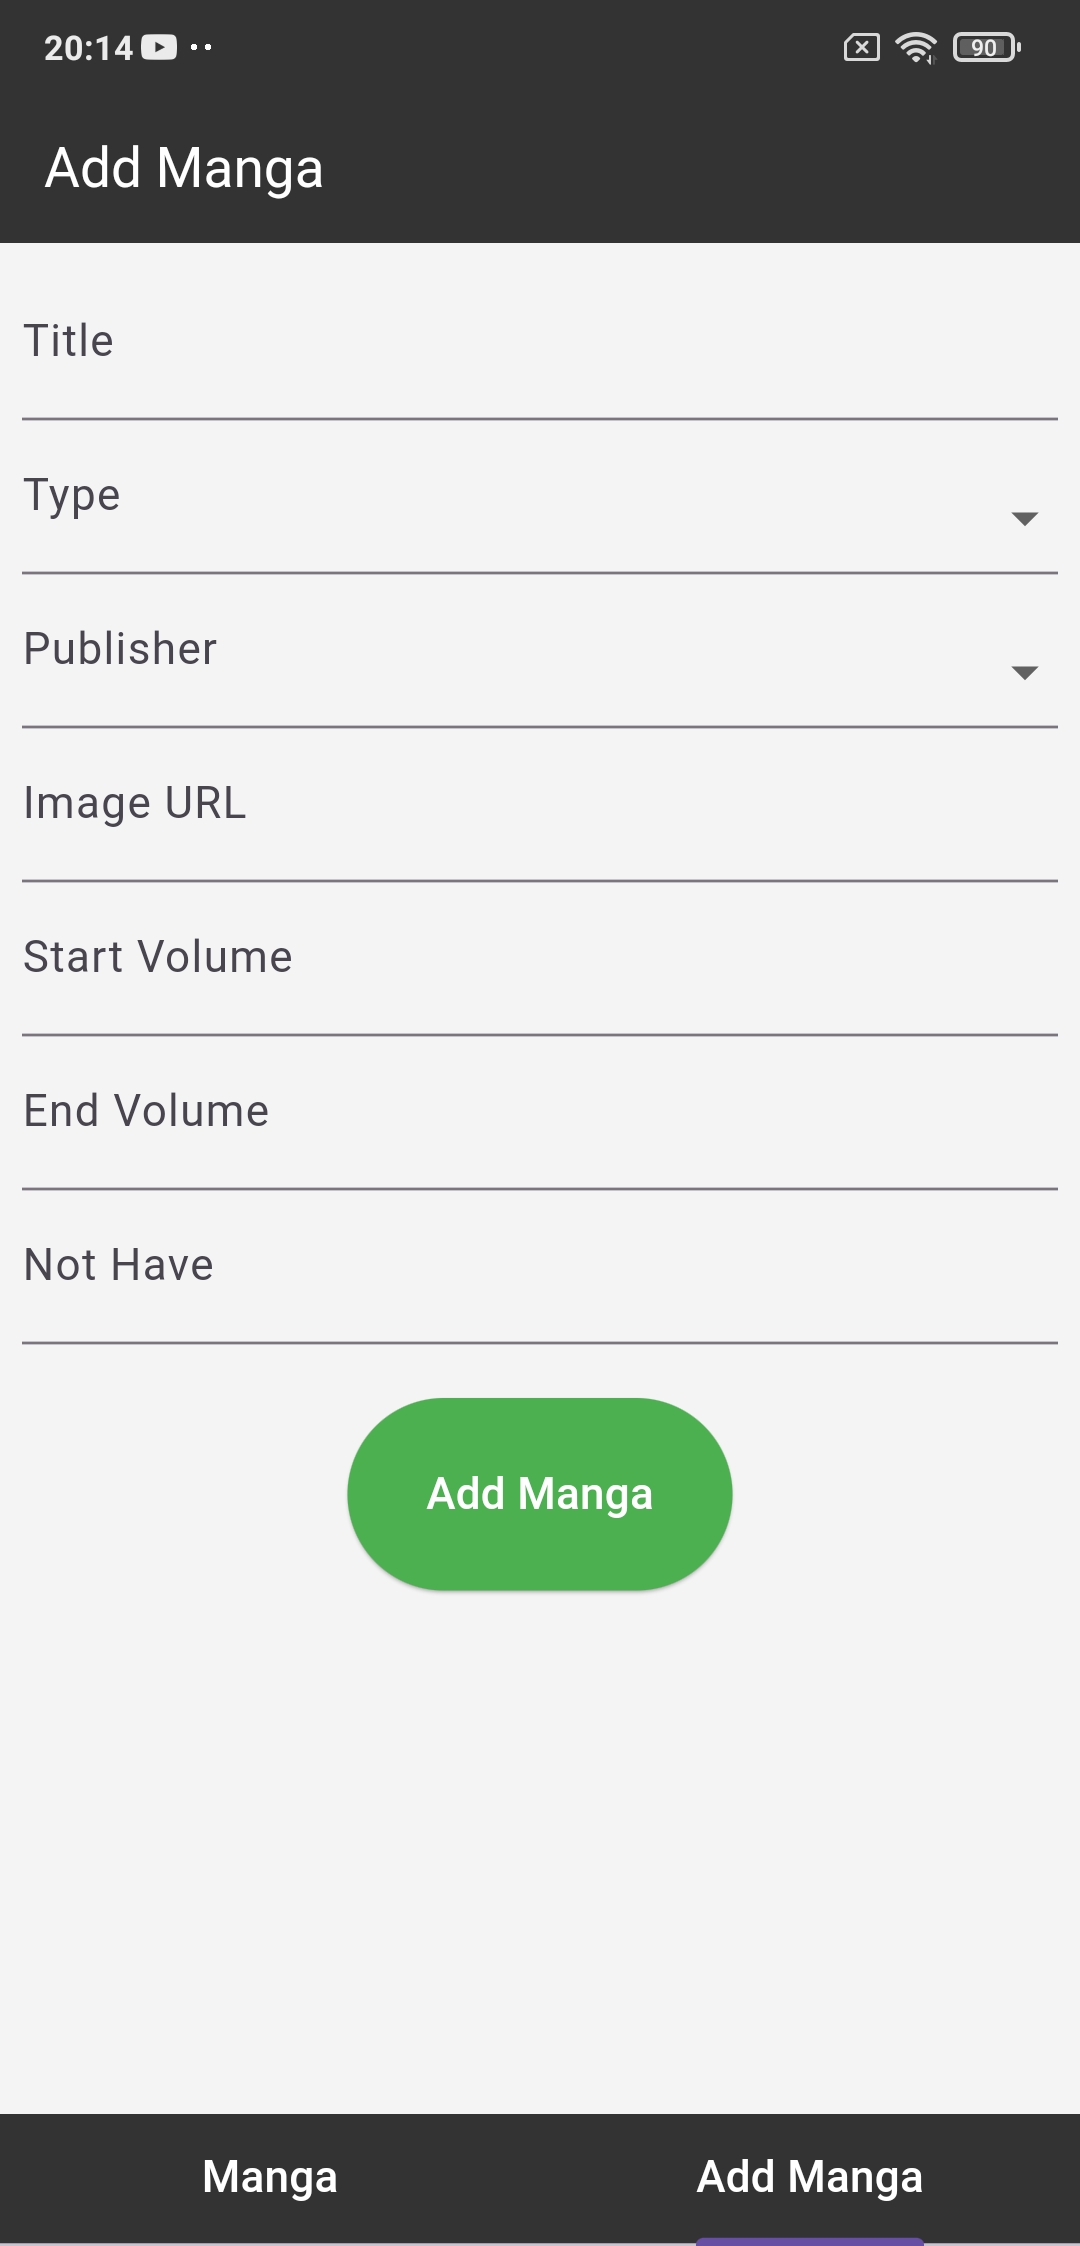 20:14
90
Add Manga
Title
Type
Publisher
Image URL
Start Volume
End Volume
Not Have
Add Manga
Manga
Add Manga